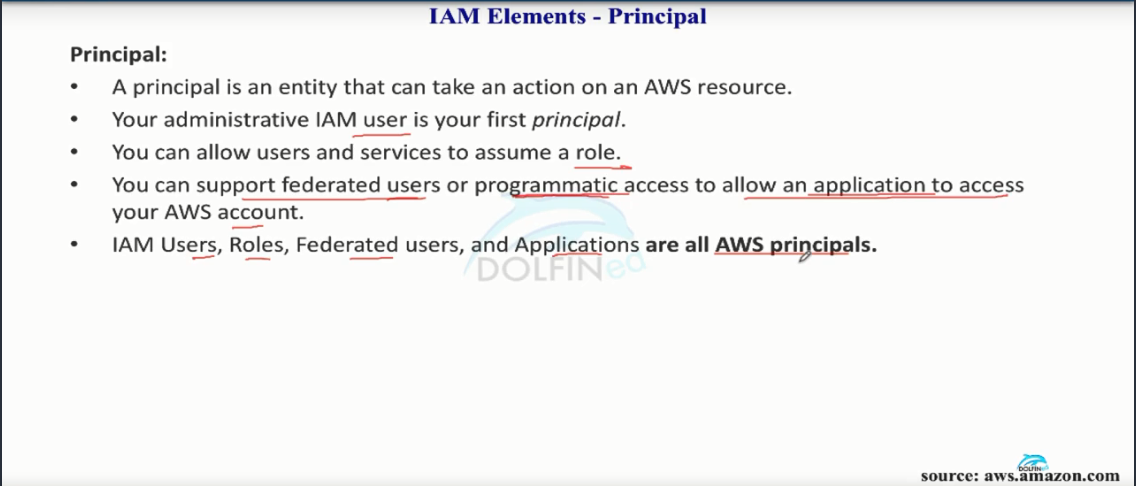 IAM Elements - Principal
Principal:
• A principal is an entity that can take an action on an AWS resource.
• Your administrative IAM user is your first principal.
• You can allow users and services to assume a role.
• You can support federated users or programmatic access to allow an application to access
your AWS account.
• IAM Users, Roles, Federated users, and Applications are all AWS principals.
DOLFINed
DOLFINed
source: aws.amazon.com